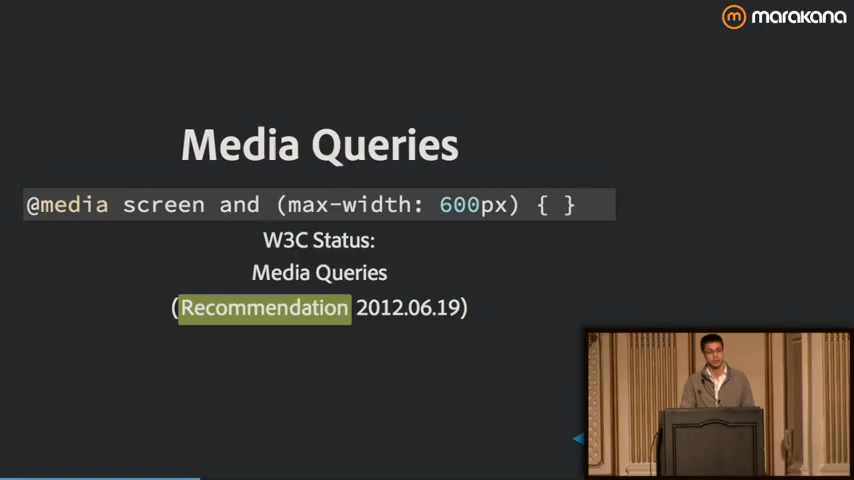 marakana
Media Queries
@media screen and (max-width: 600px) { }
W3C Status:
Media Queries
(Recommendation 2012.06.19)